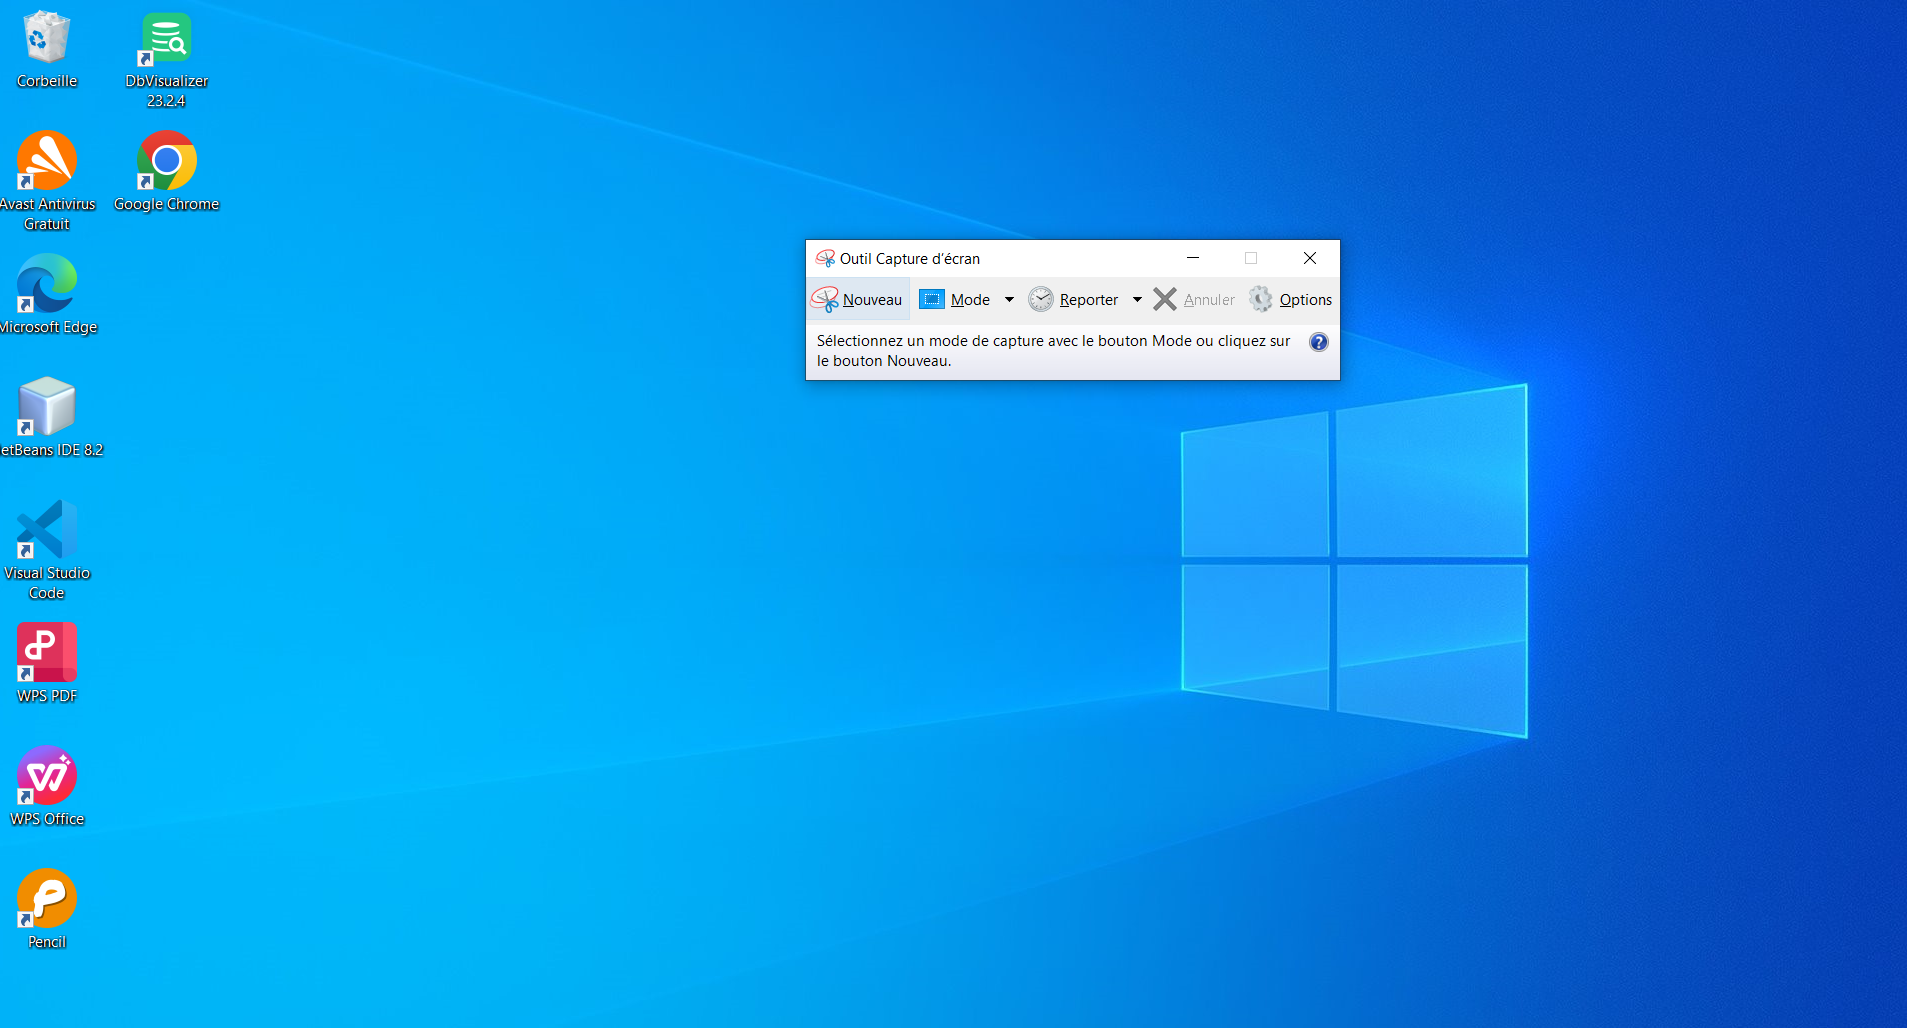 Corbeille
DbVisualizer
23.2.4
Avast Antivirus
Gratuit
Google Chrome
Microsoft Edge
etBeans IDE 8.2
Visual Studio
Code
WPS PDF
WPS Office
Pencil
Outil Capture d'écran
Nouveau Mode Reporter Annuler Options
Sélectionnez un mode de capture avec le bouton Mode ou cliquez sur
le bouton Nouveau.